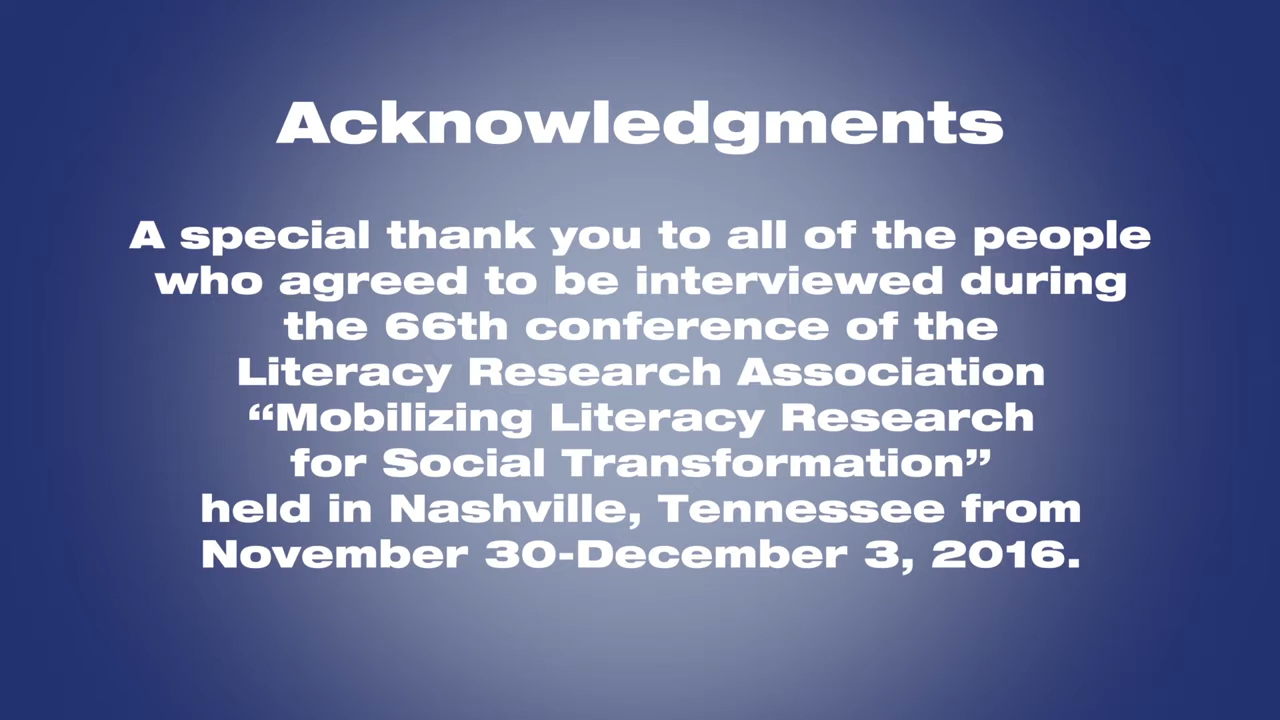 Acknowledgments
A special thank you to all of the people
who agreed to be interviewed during
the 66th conference of the
Literacy Research Association
“Mobilizing Literacy Research
for Social Transformation”
held in Nashville, Tennessee from
November 30-December 3, 2016.